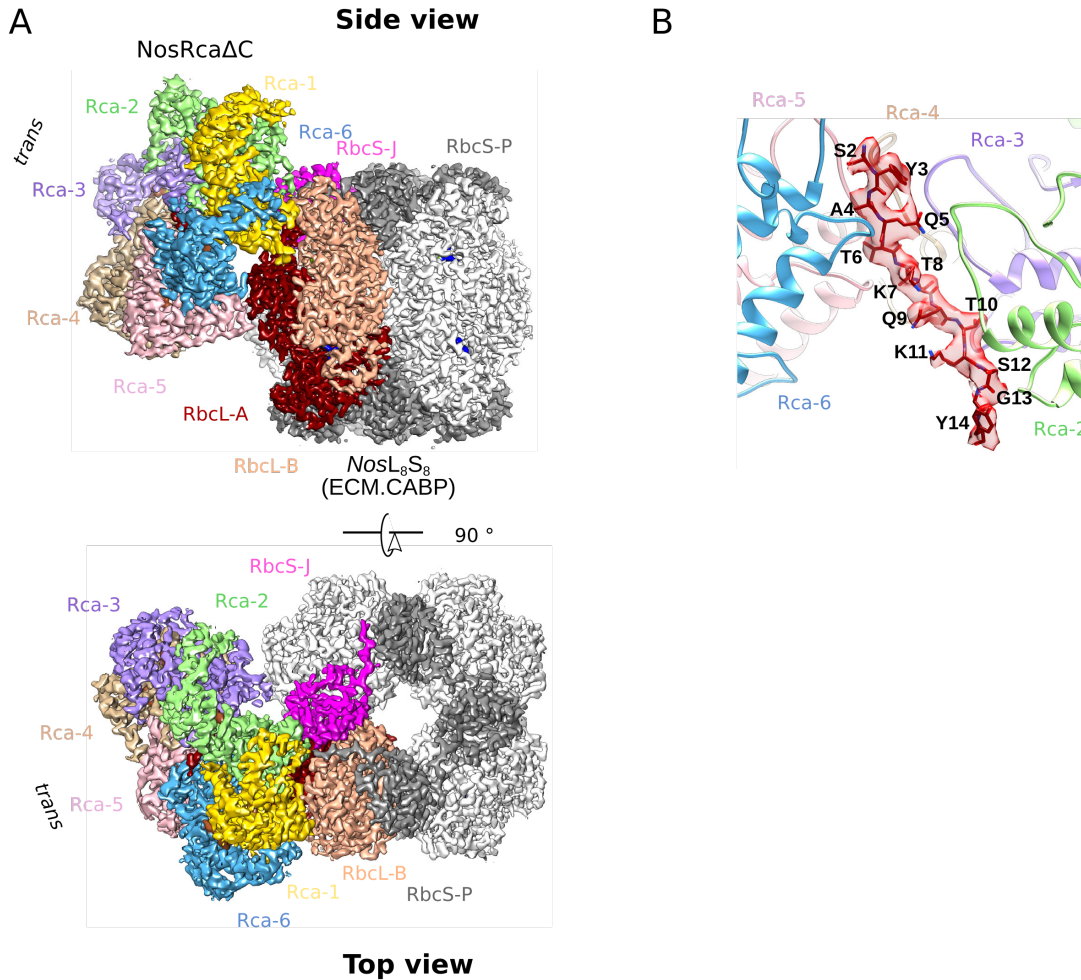 A
Side view
B
NosRca∆C
Rca-1
Rca-2
trans
Rca-6
RbcS-J
RbcS-P
Rca-3
Rca-4
Rca-5
RbcL-A
RbcL-B
NosL₈S₈
(ECM.CABP)
90 °
RbcS-J
Rca-3
Rca-2
Rca-4
Rca-5
trans
RbcL-B
Rca-1
RbcS-P
Rca-6
Top view
Rca-5
Rca-4
Rca-3
S2
Y3
A4
Q5
T6
T8
K7
T10
Q9
K11
S12
G13
Rca-6
Y14
Rca-2